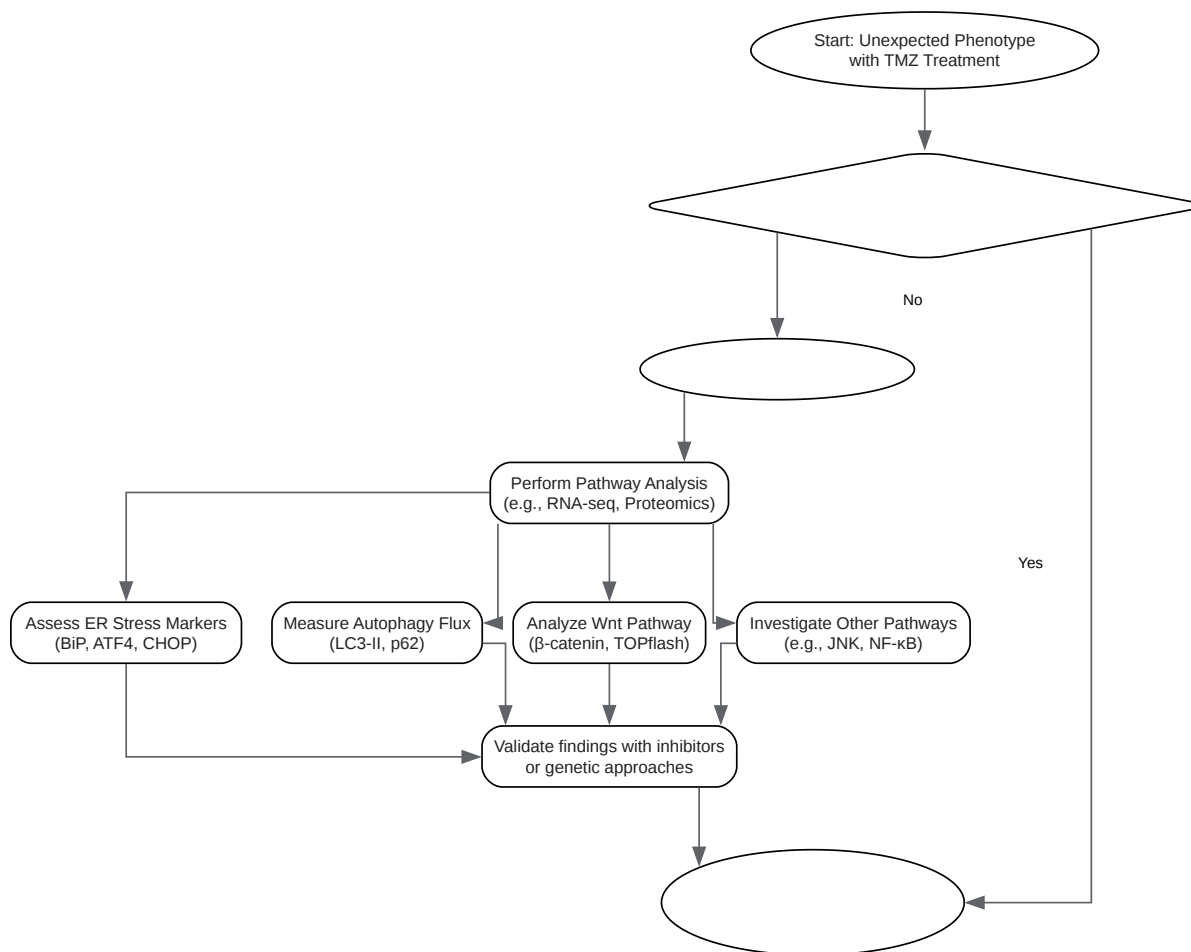 Start: Unexpected Phenotype
with TMZ Treatment
No
Perform Pathway Analysis
(e.g., RNA-seq, Proteomics)
Yes
Assess ER Stress Markers
(BiP, ATF4, CHOP)
Measure Autophagy Flux
(LC3-II, p62)
Analyze Wnt Pathway
(β-catenin, TOPflash)
Investigate Other Pathways
(e.g., JNK, NF-κB)
Validate findings with inhibitors
or genetic approaches